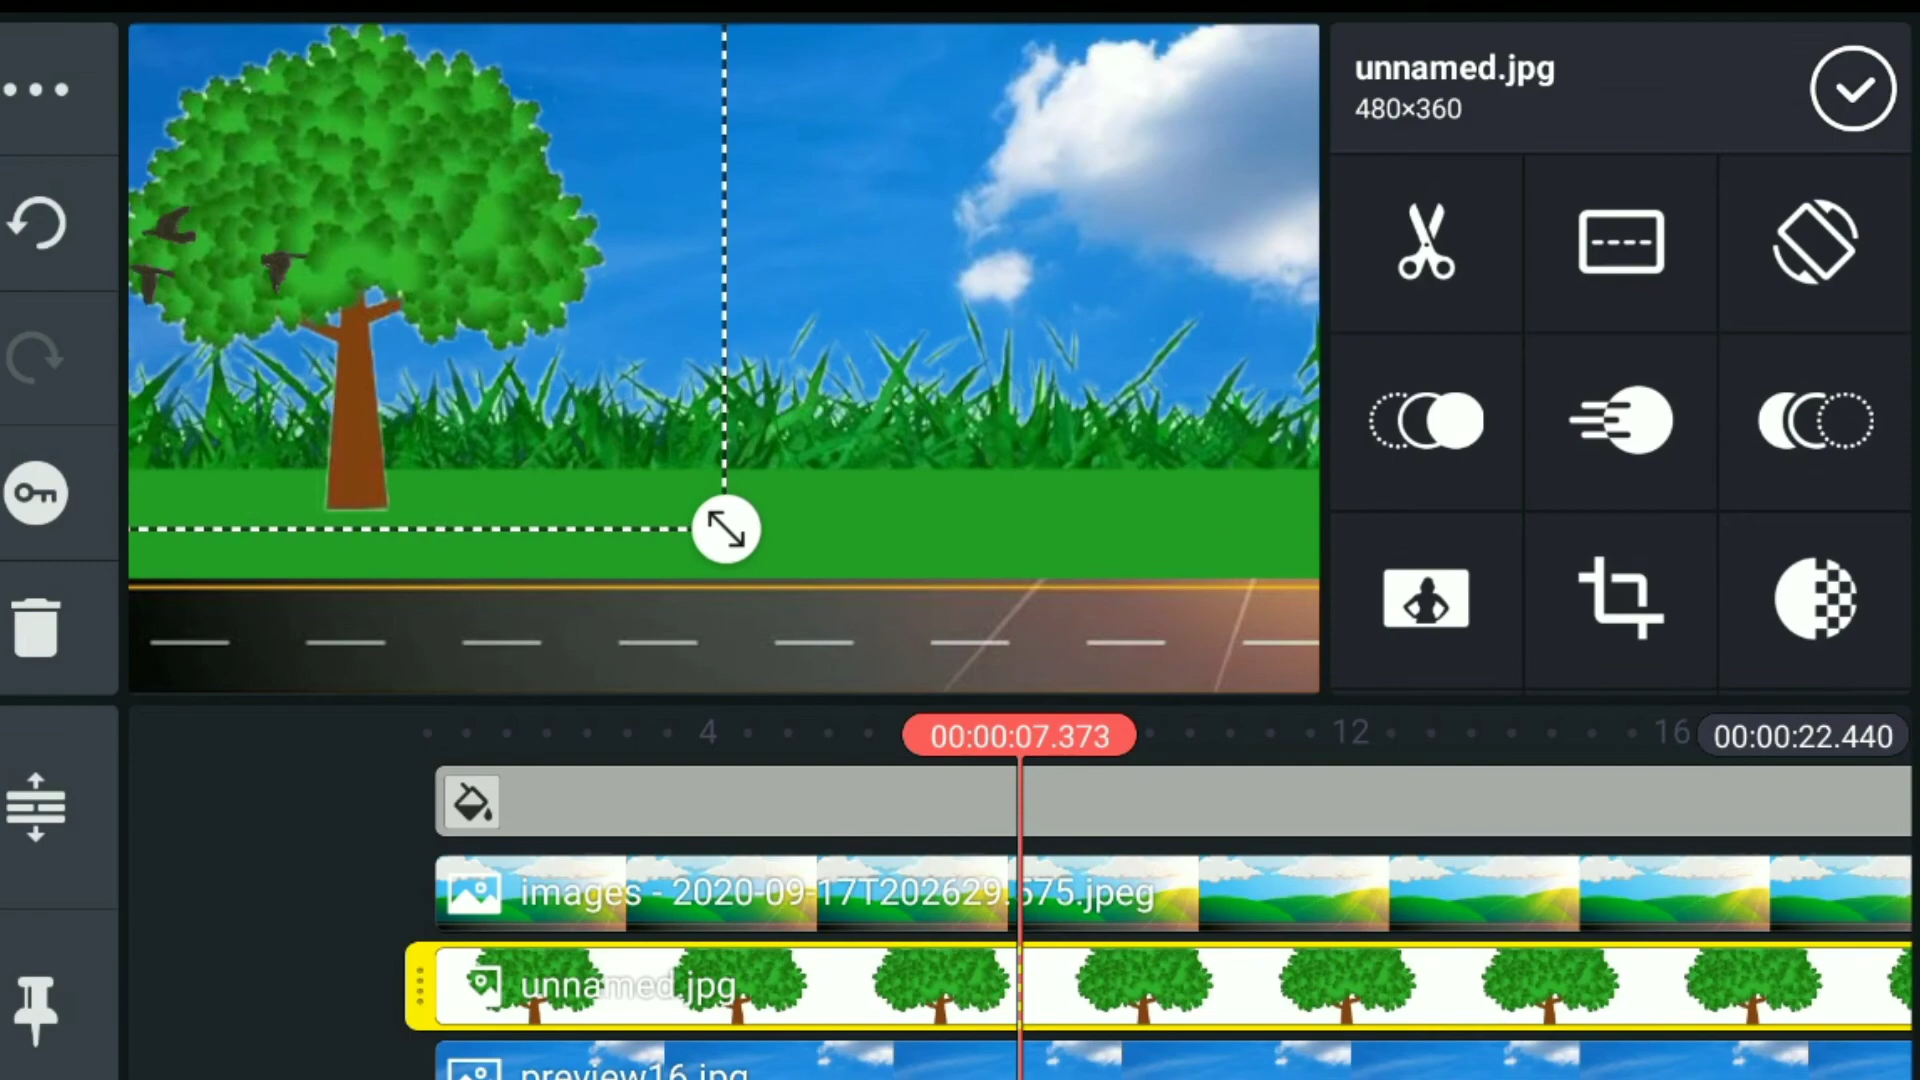 unnamed.jpg
480×360
4
00:00:07.373
12
16
00:00:22.440
images - 2020-09-17T202629.575.jpeg
unnamed.jpg
preview16.jpg